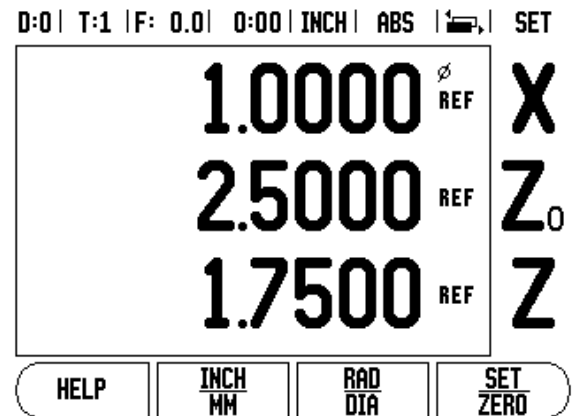 D:0 | T:1 | F: 0.0 | 0:00 | INCH | ABS | | SET
1.0000 Ø REF X
2.5000 REF Z0
1.7500 REF Z
HELP INCH/MM RAD/DIA SET/ZERO